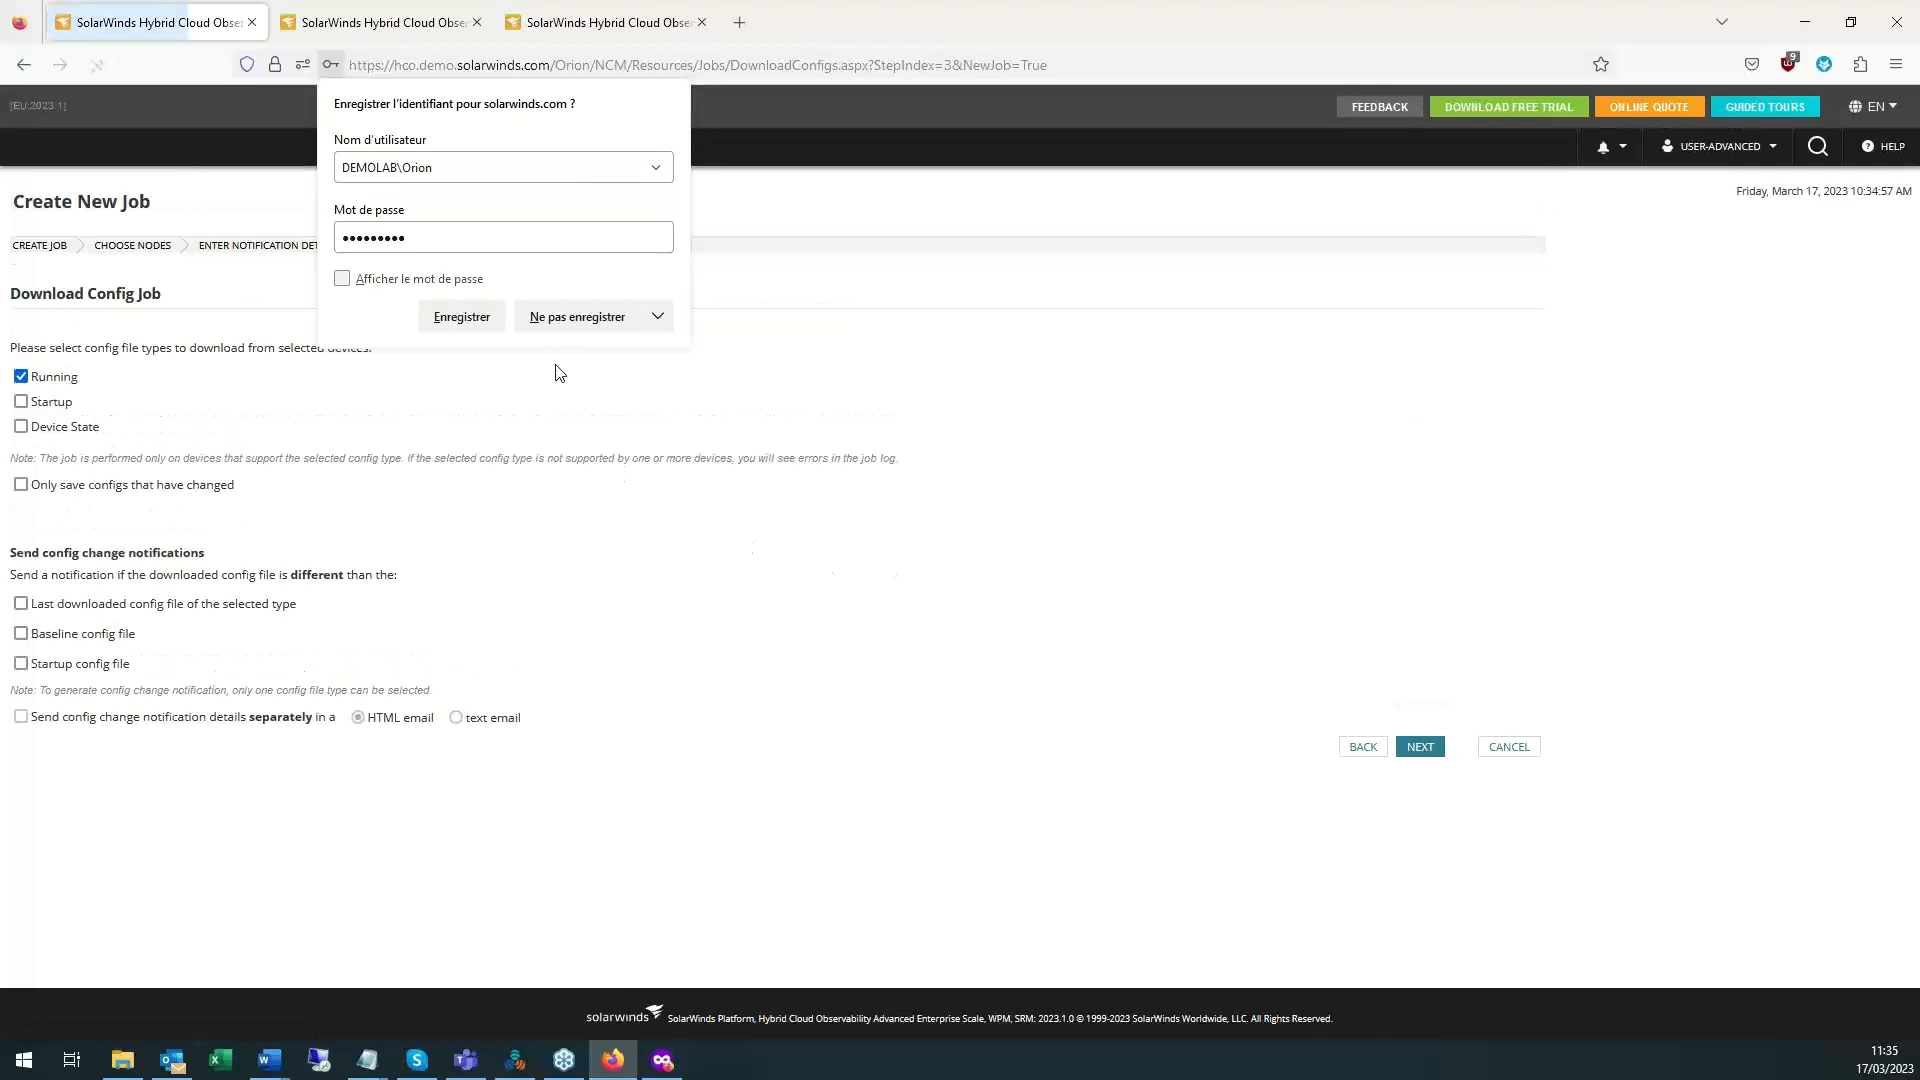 SolarWinds Hybrid Cloud Obse
SolarWinds Hybrid Cloud Obse
SolarWinds Hybrid Cloud Obse
https://hco.demo.solarwinds.com/Orion/NCM/Resources/Jobs/DownloadConfigs.aspx?StepIndex=3&NewJob=True
9
[EU:2023:1]
FEEDBACK
DOWNLOAD FREE TRIAL
ONLINE QUOTE
GUIDED TOURS
EN
USER-ADVANCED
HELP
Enregistrer l'identifiant pour solarwinds.com ?
Nom d'utilisateur
DEMOLAB\Orion
Mot de passe
•••••••••
Afficher le mot de passe
Enregistrer
Ne pas enregistrer
Friday, March 17, 2023 10:34:57 AM
Create New Job
CREATE JOB
CHOOSE NODES
ENTER NOTIFICATION DET
Download Config Job
Please select config file types to download from selected devices.
Running
Startup
Device State
Note: The job is performed only on devices that support the selected config type. If the selected config type is not supported by one or more devices, you will see errors in the job log.
Only save configs that have changed
Send config change notifications
Send a notification if the downloaded config file is different than the:
Last downloaded config file of the selected type
Baseline config file
Startup config file
Note: To generate config change notification, only one config file type can be selected.
Send config change notification details separately in a HTML email text email
BACK
NEXT
CANCEL
solarwinds SolarWinds Platform, Hybrid Cloud Observability Advanced Enterprise Scale, WPM, SRM: 2023.1.0 © 1999-2023 SolarWinds Worldwide, LLC. All Rights Reserved.
11:35
17/03/2023